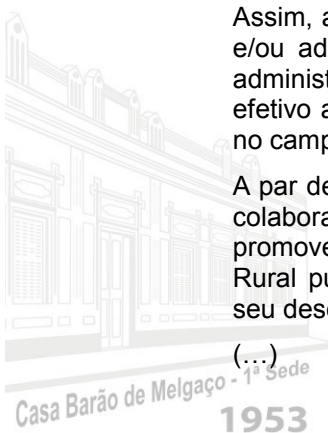 Assim, a
e/ou ad
administ
efetivo a
no camp
A par de
colabora
promove
Rural pu
seu dese
(…)
Casa Barão de Melgaço - 1ª Sede
1953